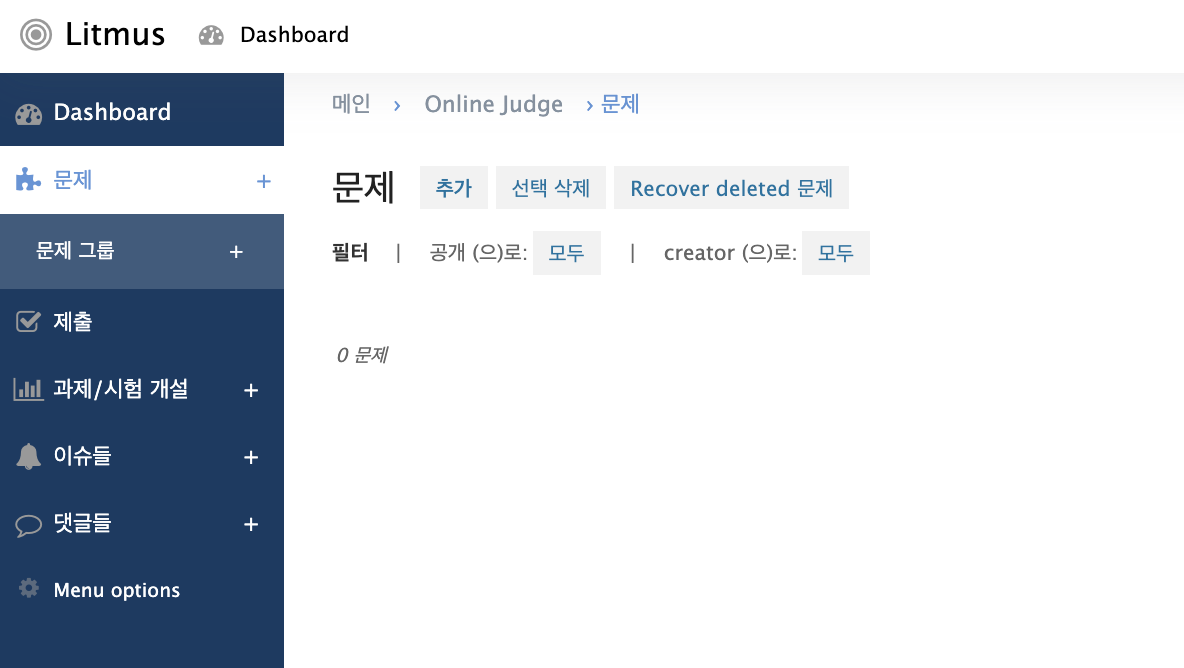 Litmus Dashboard
Dashboard
문제 +
문제 그룹 +
제출
과제/시험 개설 +
이슈들 +
댓글들 +
Menu options
메인 › Online Judge › 문제
문제 추가 선택 삭제 Recover deleted 문제
필터 | 공개 (으)로: 모두 | creator (으)로: 모두
0 문제